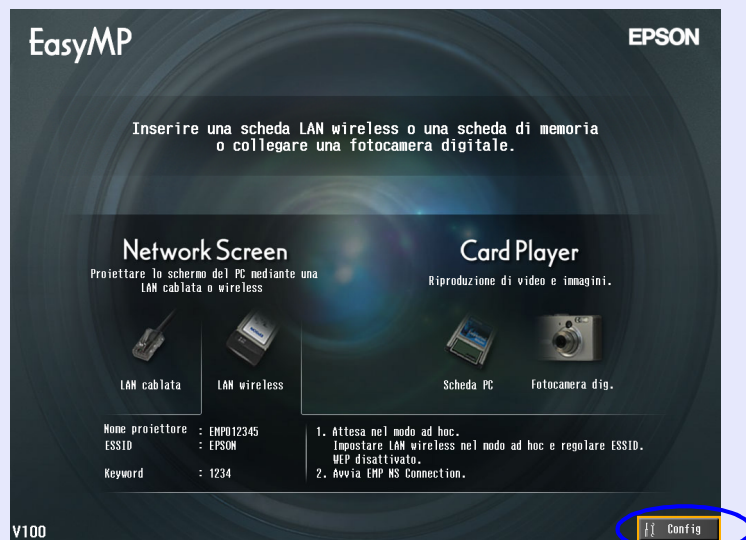 EasyMP
EPSON
Inserire una scheda LAN wireless o una scheda di memoria
o collegare una fotocamera digitale.
Network Screen
Proiettare lo schermo del PC mediante una
LAN cablata o wireless
Card Player
Riproduzione di video e immagini.
LAN cablata
LAN wireless
Scheda PC
Fotocamera dig.
Nome proiettore : EMP012345
ESSID : EPSON
Keyword : 1234
1. Attesa nel modo ad hoc.
Impostare LAN wireless nel modo ad hoc e regolare ESSID.
WEP disattivato.
2. Avvia EMP NS Connection.
V100
Config